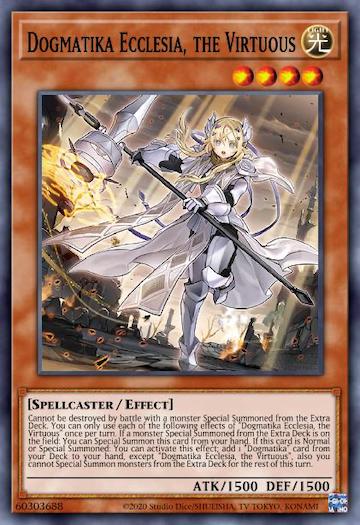 DOGMATIKA ECCLESIA, THE VIRTUOUS
LIGHT
光
[SPELLCASTER / EFFECT]
Cannot be destroyed by battle with a monster Special Summoned from the Extra
Deck. You can only use each of the following effects of "Dogmatika Ecclesia, the
Virtuous" once per turn. If a monster Special Summoned from the Extra Deck is on
the field: You can Special Summon this card from your hand. If this card is Normal
or Special Summoned: You can activate this effect; add 1 "Dogmatika" card from
your Deck to your hand, except "Dogmatika Ecclesia, the Virtuous", also you
cannot Special Summon monsters from the Extra Deck for the rest of this turn.
ATK/1500 DEF/1500
60303688
©2020 Studio Dice/SHUEISHA, TV TOKYO, KONAMI